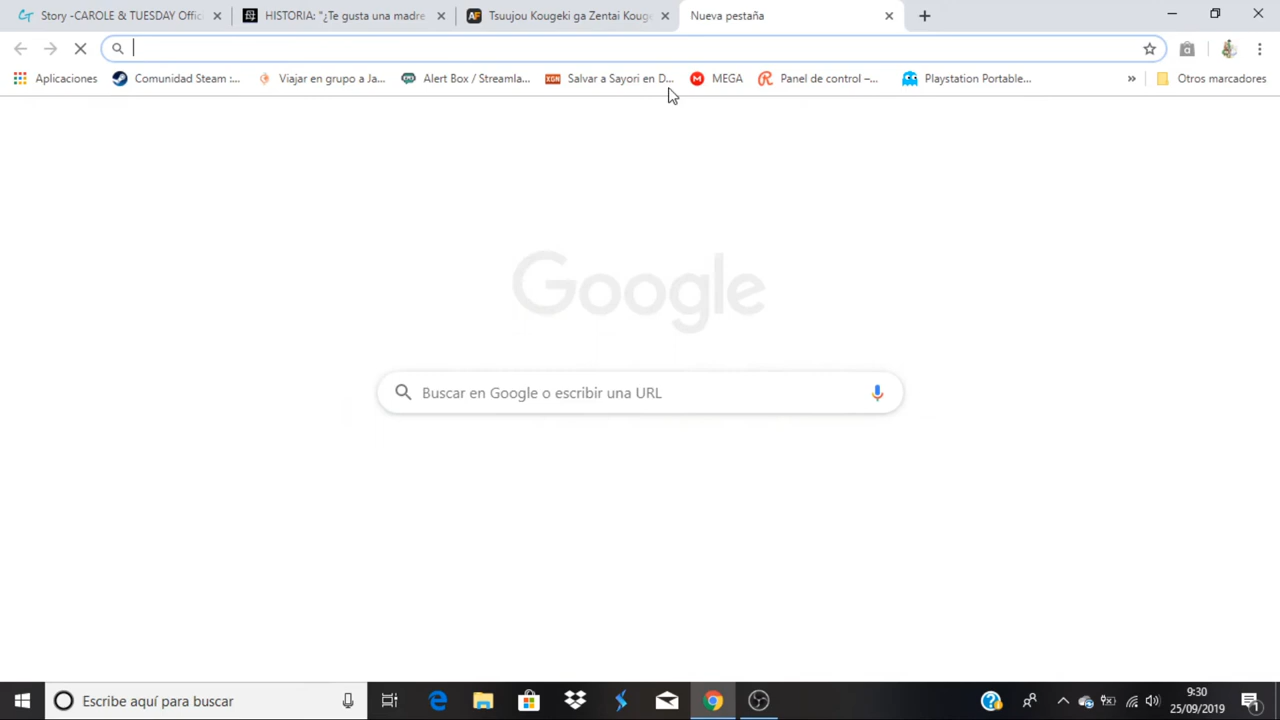 Story -CAROLE & TUESDAY Offici
HISTORIA: "¿Te gusta una madre
Tsuujou Kougeki ga Zentai Kouge
Nueva pestaña
Aplicaciones
Comunidad Steam :...
Viajar en grupo a Ja...
Alert Box / Streamla...
Salvar a Sayori en D...
MEGA
Panel de control –...
Playstation Portable...
»
Otros marcadores
Google
Buscar en Google o escribir una URL
Escribe aquí para buscar
9:30
25/09/2019